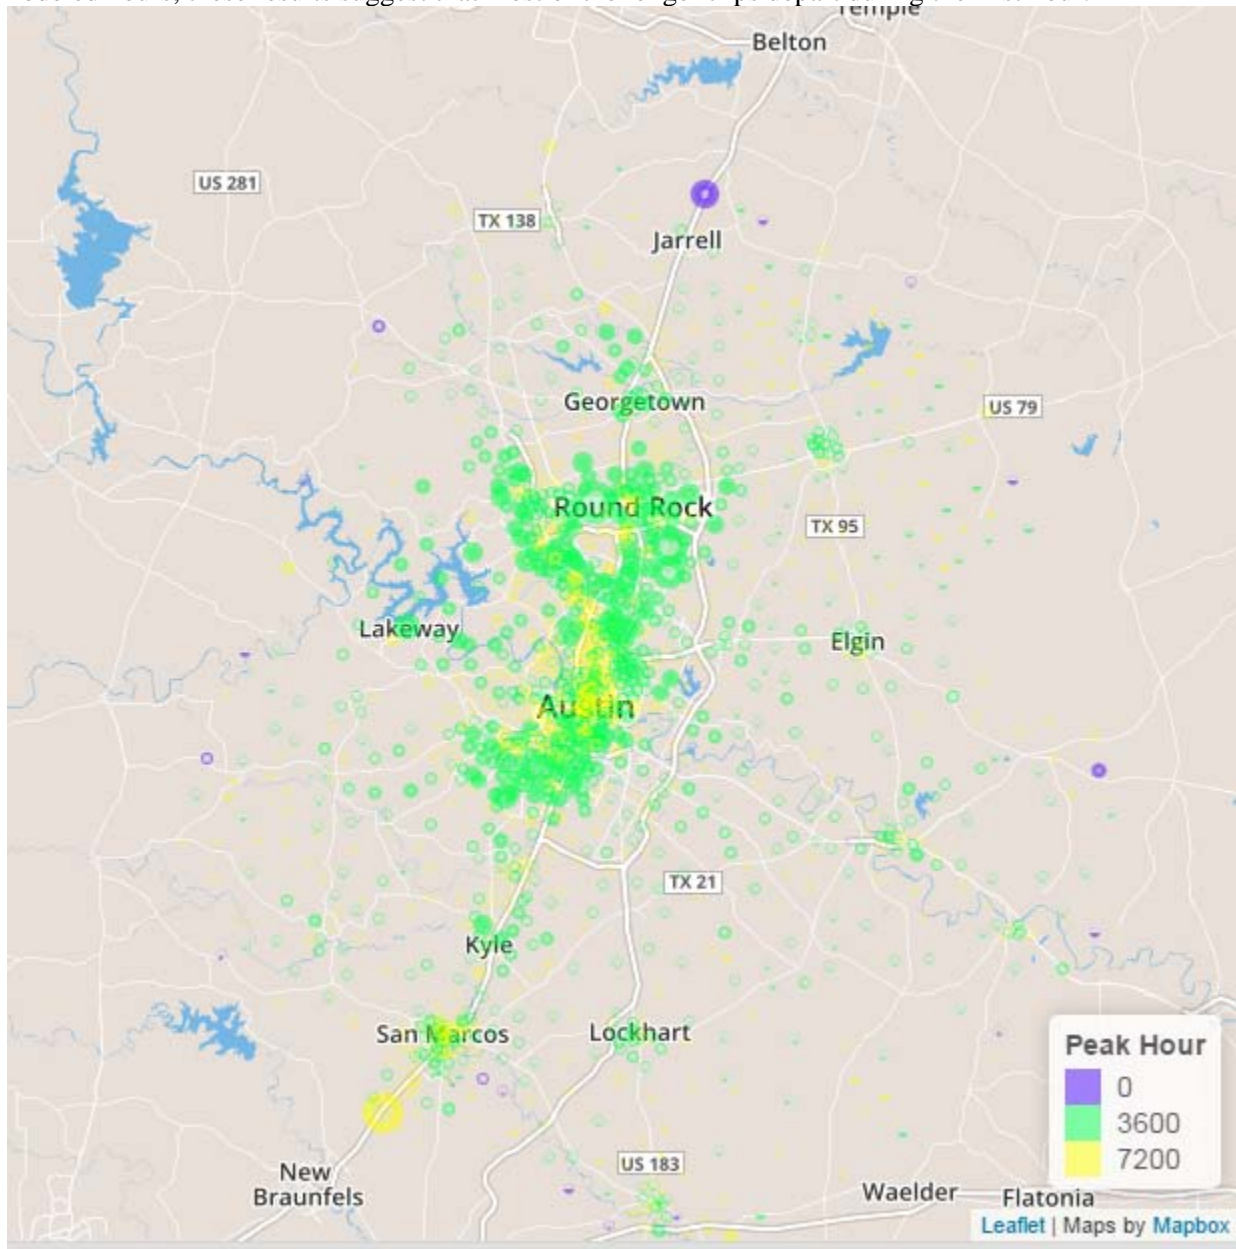 Temple
Belton
US 281
TX 138
Jarrell
Georgetown
US 79
Round Rock
TX 95
Lakeway
Elgin
Austin
TX 21
Kyle
San Marcos
Lockhart
Peak Hour
0
3600
7200
US 183
New
Braunfels
Waelder
Flatonia
Leaflet | Maps by Mapbox